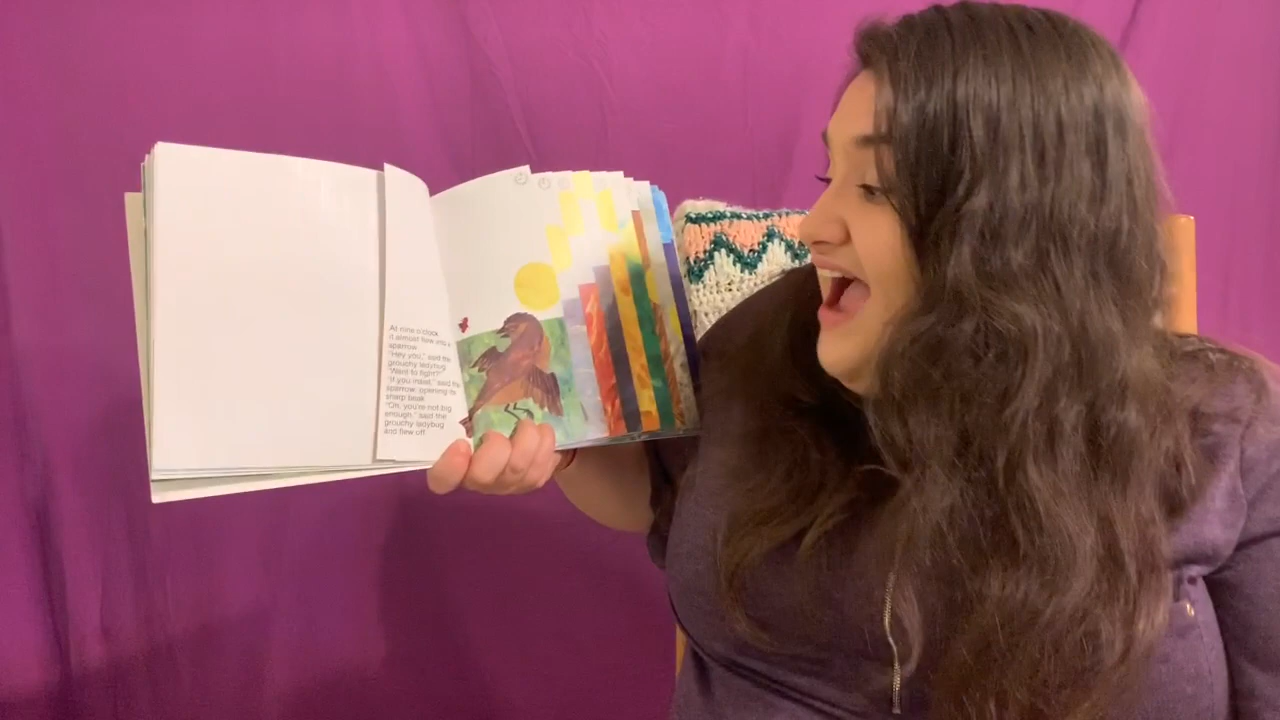 At nine o'clock
it almost flew into a
sparrow.
"Hey you," said the
grouchy ladybug.
"Want to fight?"
"If you insist," said the
sparrow, opening its
sharp beak.
"Oh, you're not big
enough," said the
grouchy ladybug
and flew off.